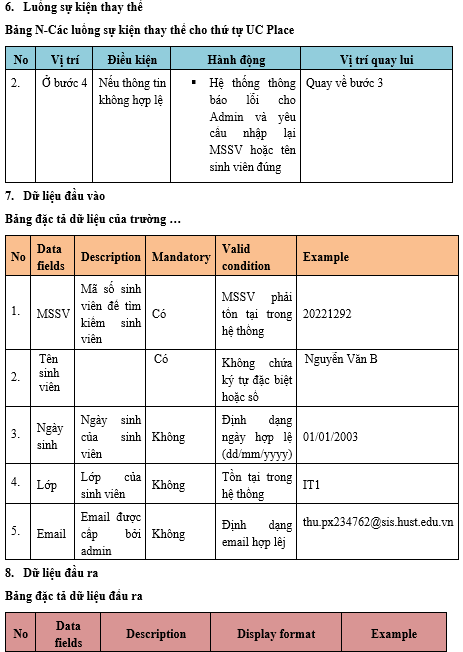 6. Luồng sự kiện thay thế
Bảng N-Các luồng sự kiện thay thế cho thứ tự UC Place
No Vị trí Điều kiện Hành động Vị trí quay lui
2. Ở bước 4 Nếu thông tin ▪ Hệ thống thông Quay về bước 3
không hợp lệ báo lỗi cho
Admin và yêu
cầu nhập lại
MSSV hoặc tên
sinh viên đúng
7. Dữ liệu đầu vào
Bảng đặc tả dữ liệu của trường …
No Data fields Description Mandatory Valid condition Example
1. MSSV Mã số sinh viên để tìm kiếm sinh viên Có MSSV phải tồn tại trong hệ thống 20221292
2. Tên sinh viên Có Không chứa ký tự đặc biệt hoặc số Nguyễn Văn B
3. Ngày sinh Ngày sinh của sinh viên Không Định dạng ngày hợp lệ (dd/mm/yyyy) 01/01/2003
4. Lớp Lớp của sinh viên Không Tồn tại trong hệ thống IT1
5. Email Email được cấp bởi admin Không Định dạng email hợp lệj thu.px234762@sis.hust.edu.vn
8. Dữ liệu đầu ra
Bảng đặc tả dữ liệu đầu ra
No Data fields Description Display format Example